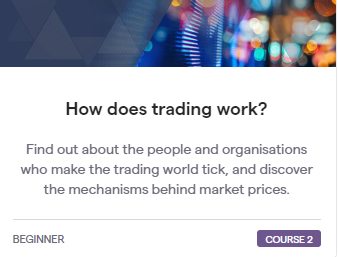 How does trading work?
Find out about the people and organisations
who make the trading world tick, and discover
the mechanisms behind market prices.
BEGINNER
COURSE 2